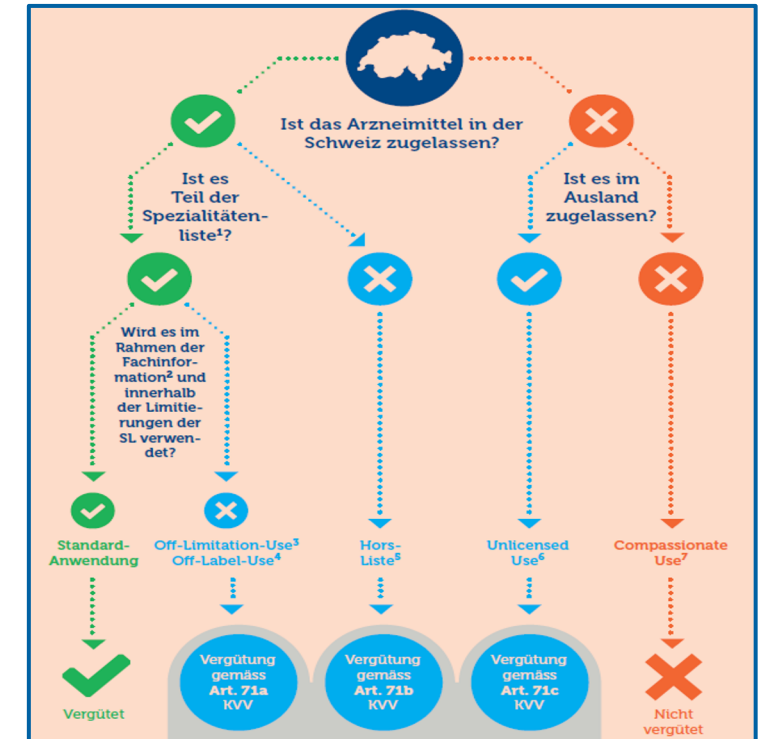 Ist das Arzneimittel in der
Schweiz zugelassen?
Ist es
Teil der
Spezialitäten-
liste¹?
Ist es im
Ausland
zugelassen?
Wird es im
Rahmen der
Fachinfor-
mation² und
innerhalb
der Limitie-
rungen der
SL verwen-
det?
Standard-
Anwendung
Off-Limitation-Use³
Off-Label-Use⁴
Hors-
Liste⁵
Unlicensed
Use⁶
Compassionate
Use⁷
Vergütet
Vergütung
gemäss
Art. 71a
KVV
Vergütung
gemäss
Art. 71b
KVV
Vergütung
gemäss
Art. 71c
KVV
Nicht
vergütet